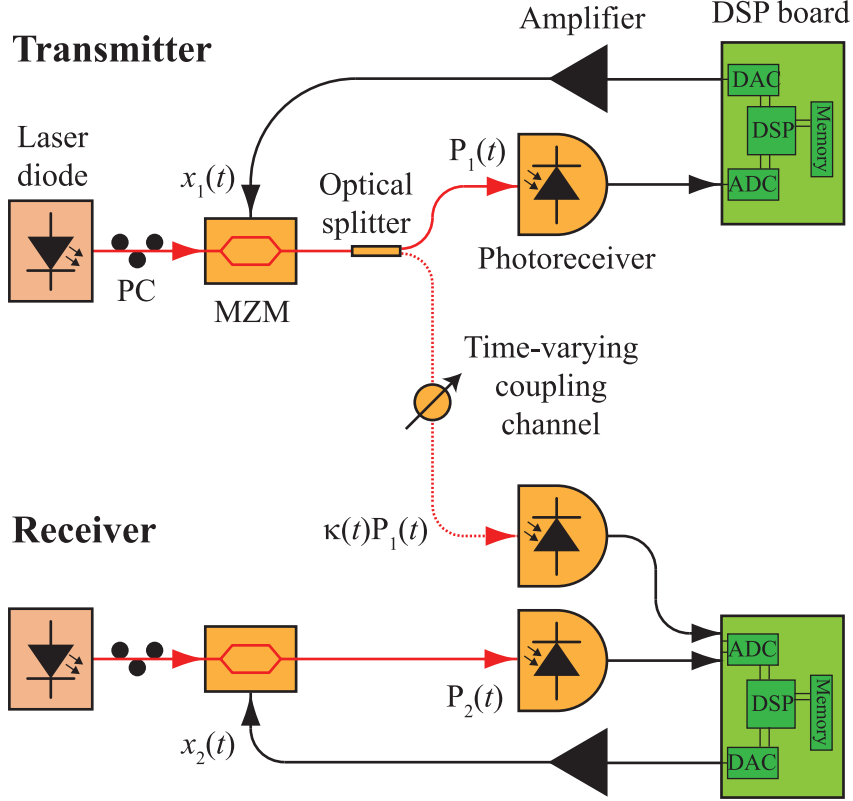 Amplifier
DSP board
Transmitter
DAC
DSP
Memory
ADC
Laser
diode
x₁(t)
P₁(t)
Optical
splitter
PC
MZM
Photoreceiver
Time-varying
coupling
channel
Receiver
κ(t)P₁(t)
ADC
DSP
Memory
DAC
P₂(t)
x₂(t)